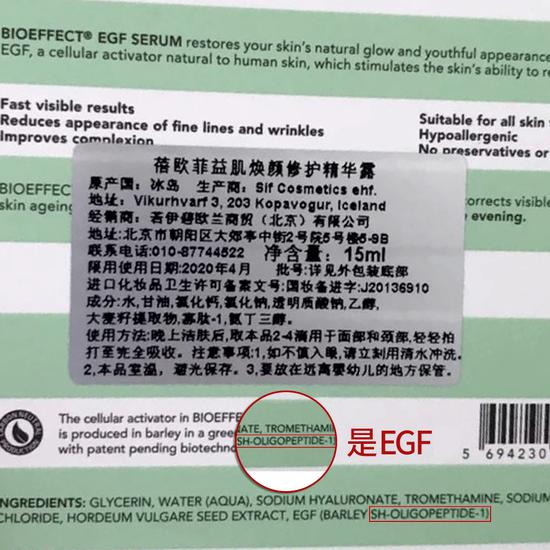 BIOEFFECT® EGF SERUM restores your skin's natural glow and youthful appearance
EGF, a cellular activator natural to human skin, which stimulates the skin's ability to
Fast visible results
Reduces appearance of fine lines and wrinkles
Improves complexion
Suitable for all skin
Hypoallergenic
No preservatives or
BIOEFFECT
skin ageing
corrects visible
evening.
蓓欧菲益肌焕颜修护精华露
原产国：冰岛 生产商：Sif Cosmetics ehf.
地址：Vikurhvarf 3, 203 Kopavogur, Iceland
经销商：若伊碧欧兰商贸（北京）有限公司
地址:北京市朝阳区大郊亭中街2号院5号楼6-9B
联系电话:010-87744522 净含量：15ml
限用使用日期:2020年4月 批号:详见外包装底部
进口化妆品卫生许可备案文号:国妆备进字:J20136910
成分:水,甘油,氯化钙,氯化钠,透明质酸钠,乙醇,
大麦籽提取物,寡肽-1,氨丁三醇.
使用方法:晚上洁肤后,取本品2-4滴用于面部和颈部,轻轻拍
打至完全吸收。注意事项:1,如不慎入眼,请立刻用清水冲洗.
2,本品室温，避光保存。3,要放在远离婴幼儿的地方保管。
CARBON NEUTRAL
The cellular activator in BIOEFFE
is produced in barley in a gree
with patent pending biotechno
NATE, TROMETHAMI
SH-OLIGOPEPTIDE-1)
是EGF
5 694230
INGREDIENTS: GLYCERIN, WATER (AQUA), SODIUM HYALURONATE, TROMETHAMINE, SODIUM
CHLORIDE, HORDEUM VULGARE SEED EXTRACT, EGF (BARLEY SH-OLIGOPEPTIDE-1)